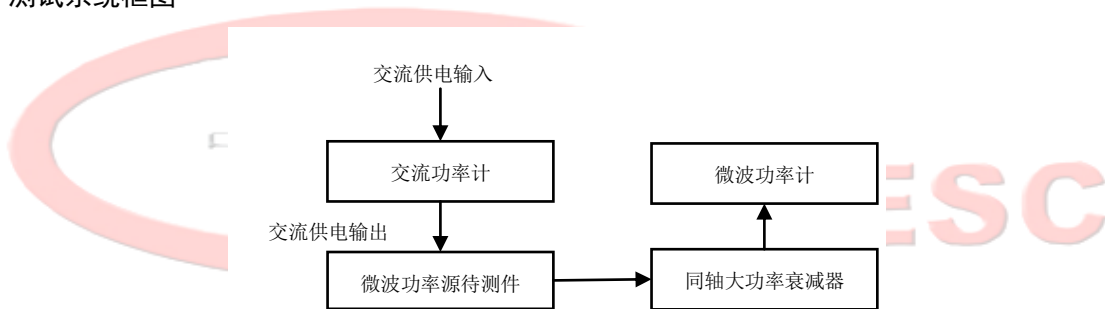 测试系统框图
交流供电输入
交流功率计
微波功率计
交流供电输出
微波功率源待测件
同轴大功率衰减器
ESC